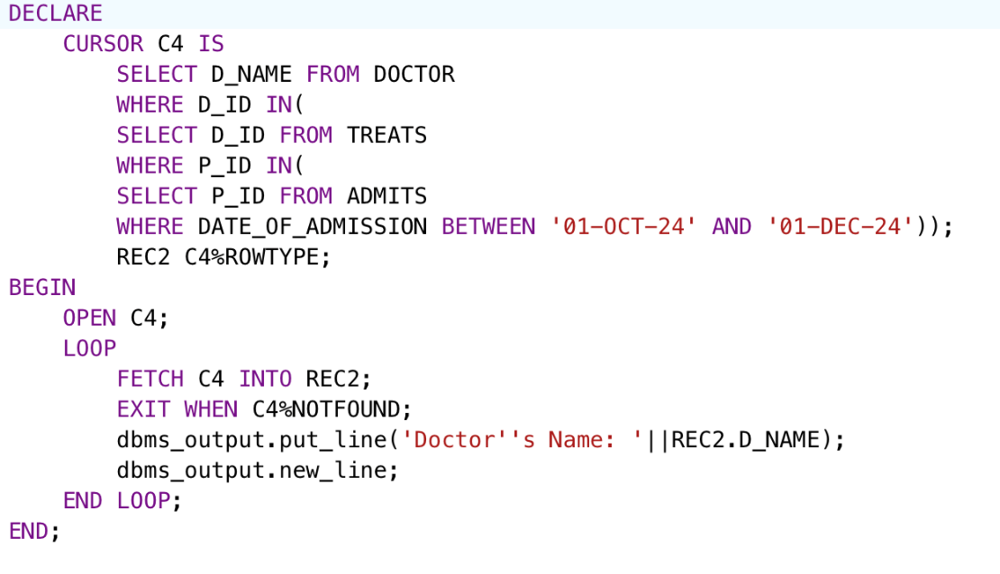 DECLARE
    CURSOR C4 IS
        SELECT D_NAME FROM DOCTOR
        WHERE D_ID IN(
        SELECT D_ID FROM TREATS
        WHERE P_ID IN(
        SELECT P_ID FROM ADMITS
        WHERE DATE_OF_ADMISSION BETWEEN '01-OCT-24' AND '01-DEC-24'));
        REC2 C4%ROWTYPE;
BEGIN
    OPEN C4;
    LOOP
        FETCH C4 INTO REC2;
        EXIT WHEN C4%NOTFOUND;
        dbms_output.put_line('Doctor''s Name: '||REC2.D_NAME);
        dbms_output.new_line;
    END LOOP;
END;